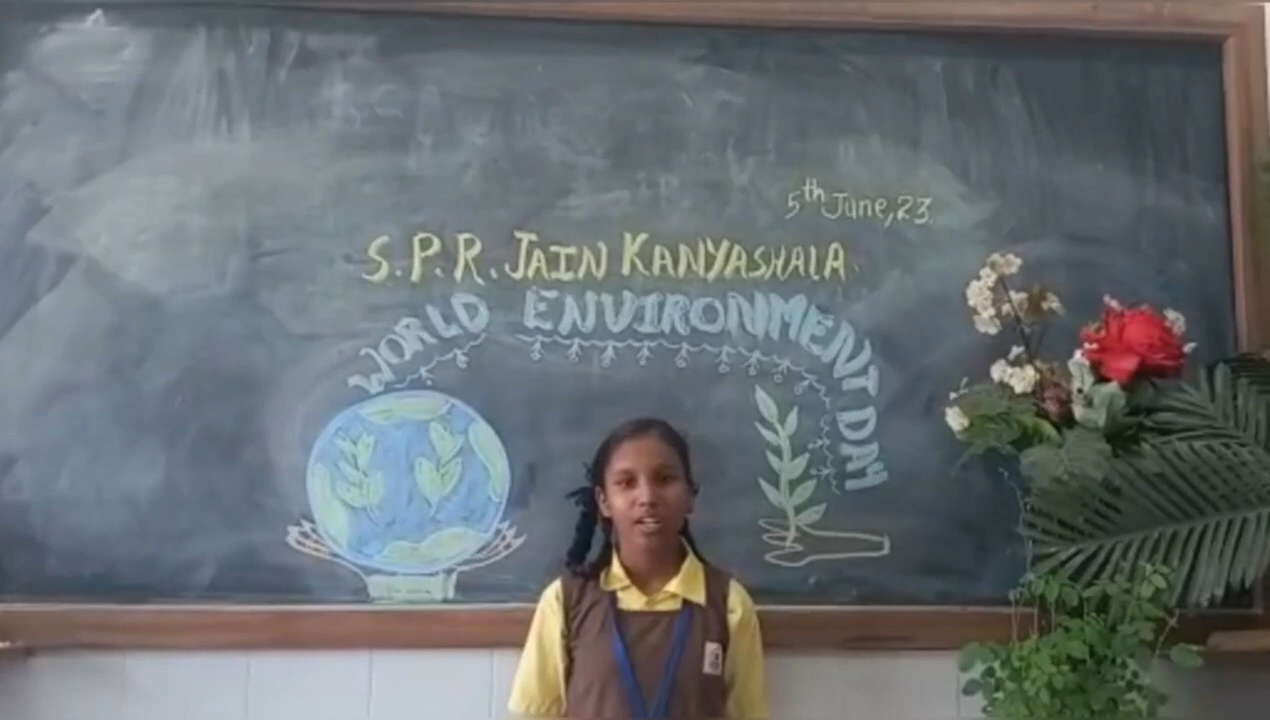 5th June, 23.
S.P.R. JAIN KANYASHALA
WORLD ENVIRONMENT DAY